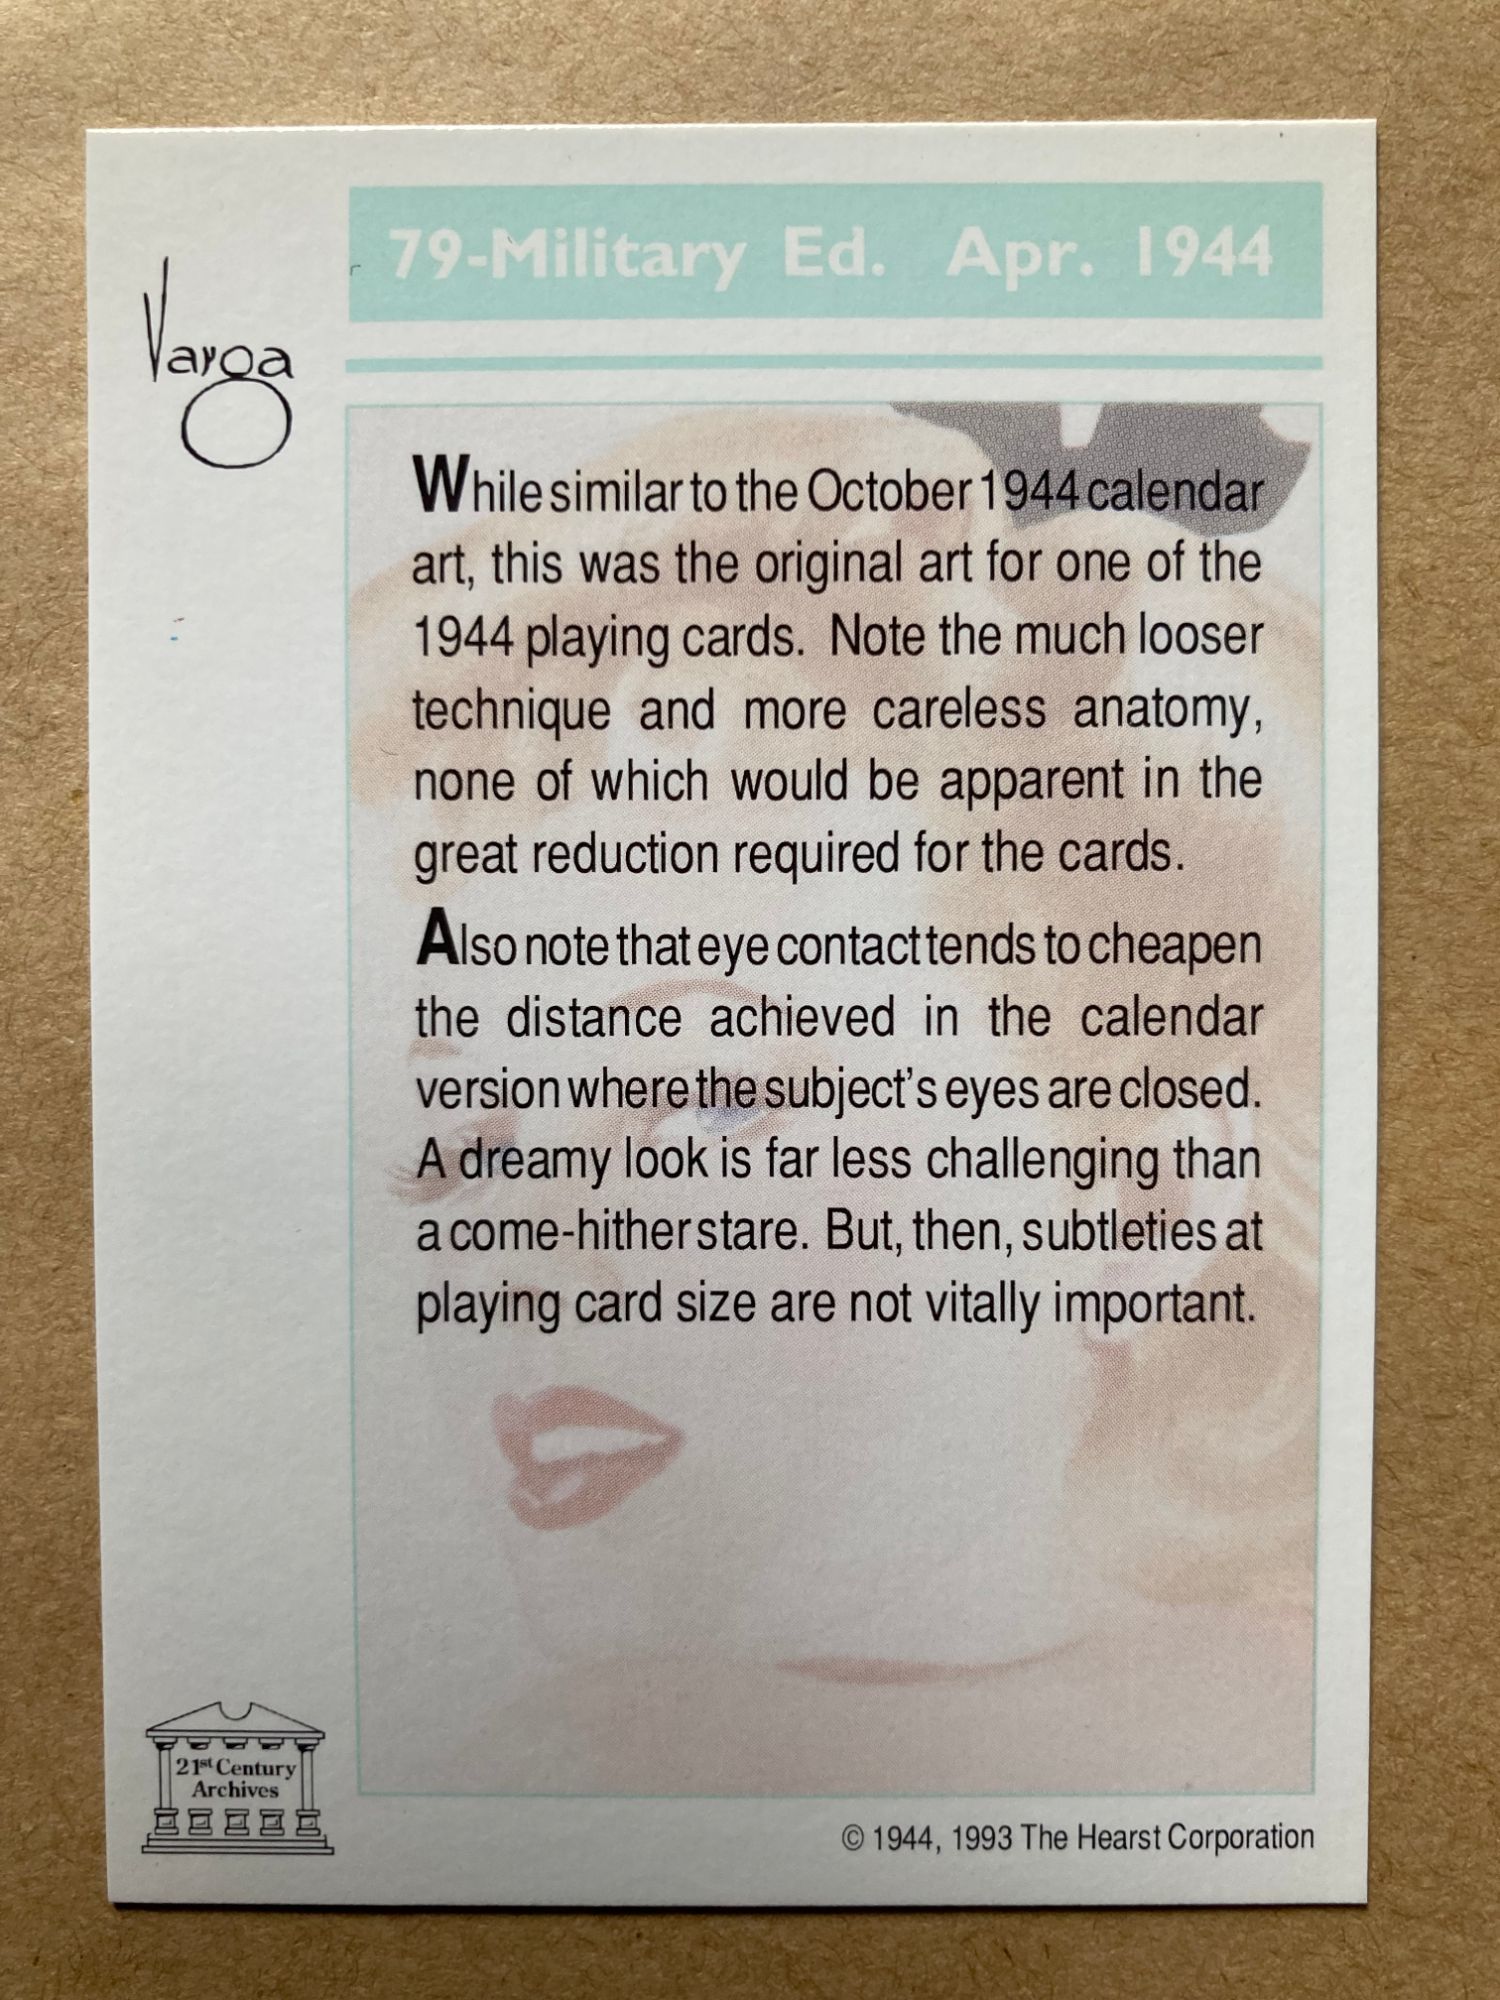 79-Military Ed. Apr. 1944
Varga
While similar to the October 1944 calendar
art, this was the original art for one of the
1944 playing cards. Note the much looser
technique and more careless anatomy,
none of which would be apparent in the
great reduction required for the cards.
Also note that eye contact tends to cheapen
the distance achieved in the calendar
version where the subject's eyes are closed.
A dreamy look is far less challenging than
a come-hither stare. But, then, subtleties at
playing card size are not vitally important.
21st Century
Archives
© 1944, 1993 The Hearst Corporation